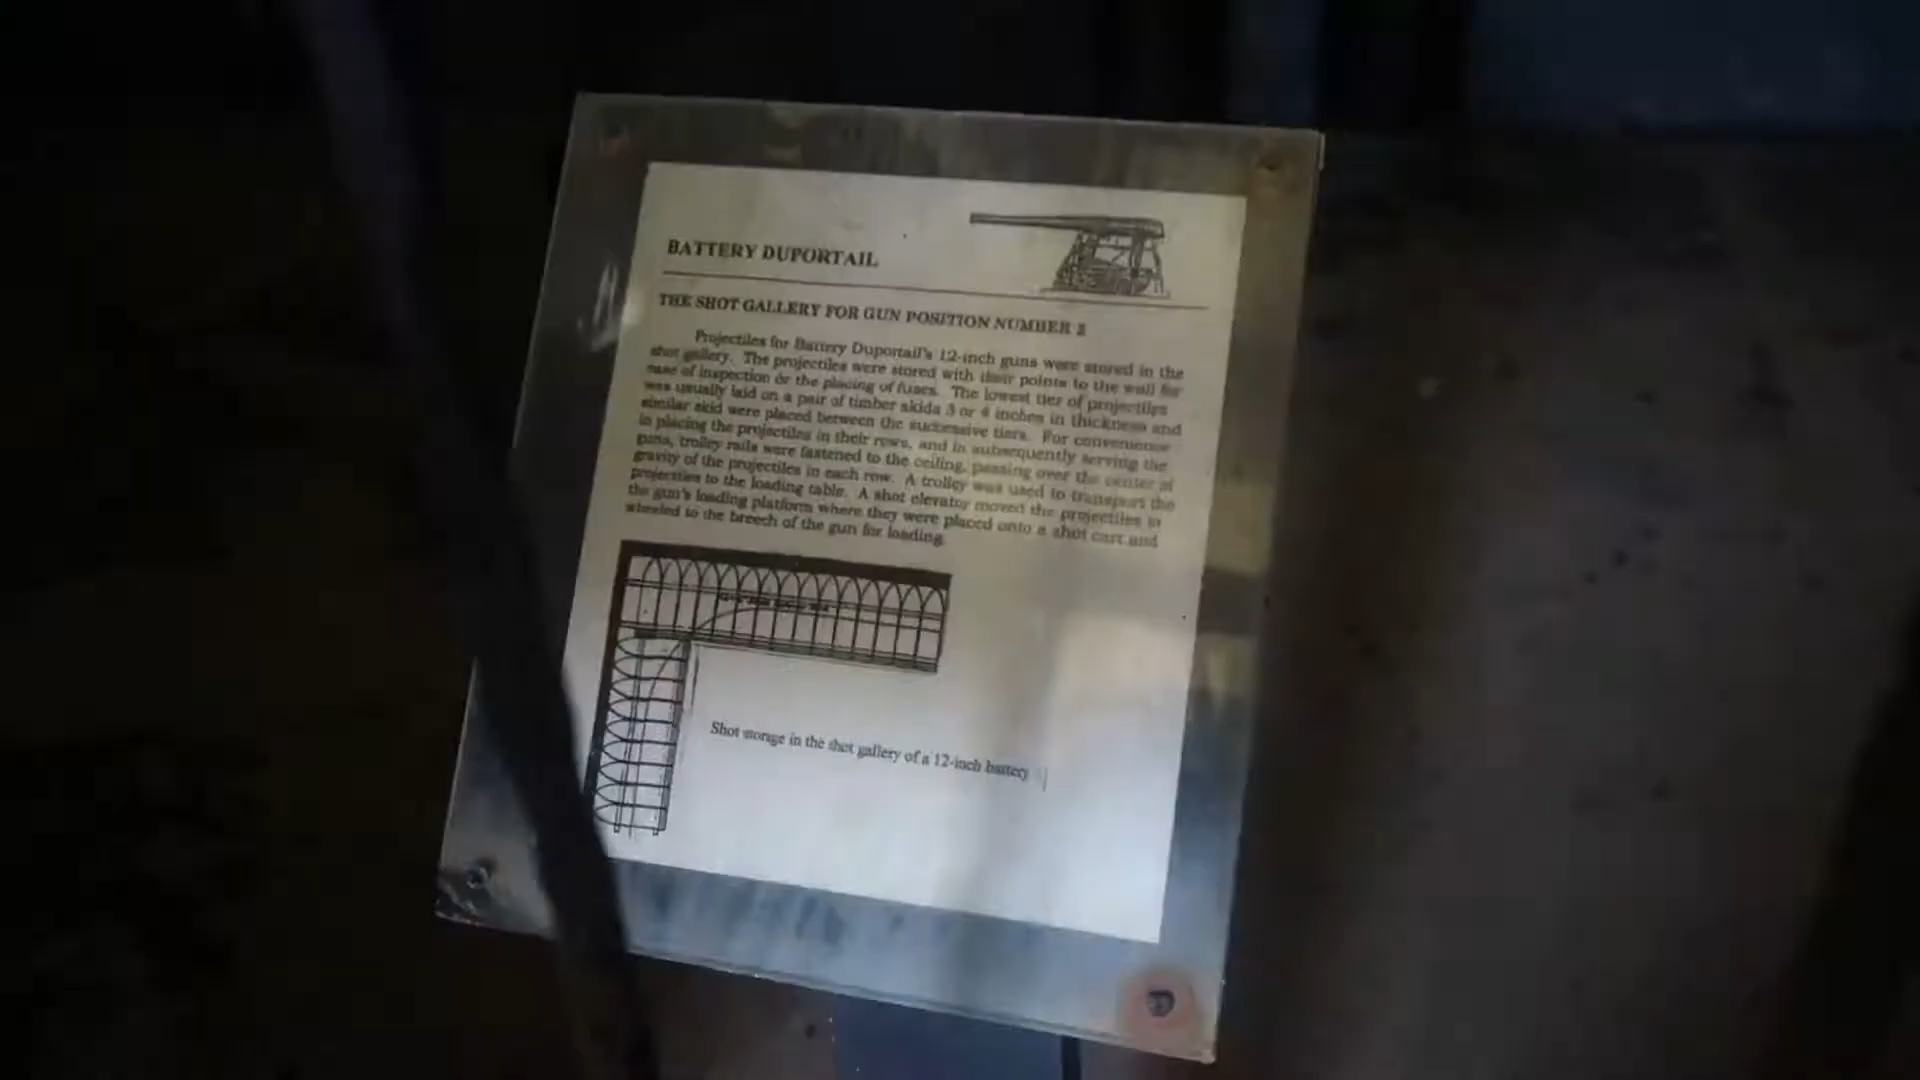 BATTERY DUPORTAIL
THE SHOT GALLERY FOR GUN POSITION NUMBER 2
Projectiles for Battery Duportail's 12-inch guns were stored in the
shot gallery. The projectiles were stored with their points to the wall for
ease of inspection or the placing of fuses. The lowest tier of projectiles
was usually laid on a pair of timber skids 3 or 4 inches in thickness and
similar skid were placed between the successive tiers. For convenience
in placing the projectiles in their rows, and in subsequently serving the
guns, trolley rails were fastened to the ceiling, passing over the center of
gravity of the projectiles in each row. A trolley was used to transport the
projectiles to the loading table. A shot elevator moved the projectiles to
the gun's loading platform where they were placed onto a shot cart and
wheeled to the breech of the gun for loading.
Shot storage in the shot gallery of a 12-inch battery